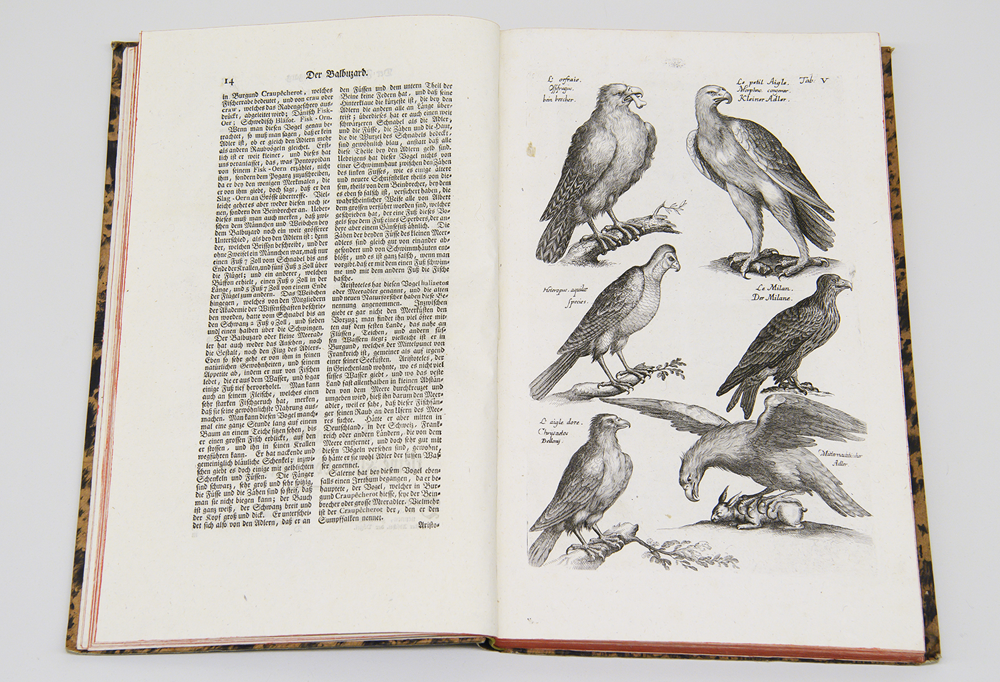 14
Der Balbuzard.
in Burgund Craupêcherot, welches
Fischerrabe bedeutet, und von crau oder
craw, welches das Rabengeschrey aus-
drückt, abgeleitet wird; Dänisch Fisk-
Oer; Schwedisch Blåfot. Fisk-Orn.
Wenn man diesen Vogel genau be-
trachtet, so muß man sagen, daß er kein
Adler ist, ob er gleich den Adlern mehr
als andern Raubvögeln gleichet. Erst-
lich ist er weit kleiner, und dieses hat
uns veranlasset, das, was Pontoppidan
von seinem Fisk-Oern erzählet, nicht
ihm, sondern dem Pygarg zuzuschreiben,
da er bey den wenigen Merkmalen, die
er von ihm giebt, doch sagt, daß er den
Slag-Oern an Grösse übertreffe. Viel-
leicht geht es aber weder diesen noch je-
nen, sondern den Beinbrecher an. Ueber-
dieses muß man auch merken, daß zwi-
schen dem Männchen und Weibchen bey
dem Balbuzard noch ein weit grösserer
Unterschied, als bey den Adlern ist: denn
der, welchen Brisson beschreibt, und der
ohne Zweifel ein Männchen war, maß nur
einen Fuß 7 Zoll vom Schnabel bis ans
Ende der Krallen, und fünf Fuß 3 Zoll über
die Flügel; und ein anderer, welchen
Büffon erhielt, einen Fuß 9 Zoll in der
Länge, und 5 Fuß 7 Zoll von einem Ende
der Flügel zum andern. Das Weibchen
hingegen, welches von den Mitgliedern
der Akademie der Wissenschaften beschrie-
ben worden, hatte vom Schnabel bis an
den Schwanz 2 Fuß 9 Zoll, und sieben
und einen halben über die Schwingen.
Der Balbuzard oder kleine Meerad-
ler hat auch weder das Ansehen, noch
die Gestalt, noch den Flug des Adlers.
Eben so sehr geht er von ihm in seinen
natürlichen Gewohnheiten, und seinem
Appetite ab, indem er nur von Fischen
lebet, die er aus dem Wasser, und sogar
einige Fuß tief hervorholet. Man kann
auch an seinem Fleische, welches einen
sehr starken Fischgeruch hat, merken,
daß sie seine gewöhnlichste Nahrung aus-
machen. Man kann diesen Vogel manch-
mal eine ganze Stunde lang auf einem
Baum an einem Teiche sitzen sehen, bis
er einen grossen Fisch erblickt, auf den
er stossen, und ihn in seinen Krallen
wegführen kann. Er hat nackende und
gemeiniglich bläuliche Schenkel; inzwi-
schen giebt es doch einige mit gelblichten
Schenkeln und Füssen. Die Fänger
sind schwarz, sehr groß und sehr spitzig,
die Füsse und die Zähen sind so steif, daß
man sie nicht biegen kann; der Bauch
ist ganz weiß, der Schwanz breit und
der Kopf groß und dick. Er unterschei-
det sich also von den Adlern, daß er an
den Füssen und dem untern Theil der
Beine keine Federn hat, und daß seine
Hinterklaue die kürzeste ist, die bey den
Adlern die andern alle an Länge über-
trift; überdieses hat er auch einen weit
schwärzeren Schnabel als die Adler,
und die Füsse, die Zähen und die Haut,
die die Wurzel des Schnabels bedeckt,
sind gewöhnlich blau, anstatt daß alle
diese Theile bey den Adlern gelb sind.
Uebrigens hat dieser Vogel nichts von
einer Schwimmhaut zwischen den Zähen
des linken Fusses, wie es einige ältere
und neuere Schriftsteller theils von die-
sem, theils von dem Beinbrecher, bey dem
es eben so falsch ist, versichert haben, die
wahrscheinlicher Weise alle von Albert
dem grossen verführt worden sind, welcher
geschrieben hat, der eine Fuß dieses Vo-
gels seye dem Fuß eines Sperbers, der an-
dere aber einem Gänsefuß ähnlich. Die
Zähen der beyden Füsse des kleinen Meer-
adlers sind gleich gut von einander ab-
gesondert und von Schwimmhäuten ent-
blößt, und es ist ganz falsch, wenn man
vorgibt, daß er mit dem einen Fuß schwim-
me und mit dem andern Fuß die Fische
hasche.
Aristoteles hat diesen Vogel haliaetos
oder Meeradler genannt, und die alten
und neuen Naturforscher haben diese Be-
nennung angenommen. Inzwischen
giebt er gar nicht den Meerküsten den
Vorzug; man findet ihn viel öfter mit-
ten auf dem festen Lande, das nahe an
Flüssen, Teichen, und andern süs-
sen Wassern liegt; vielleicht ist er in
Burgund, welches der Mittelpunct von
Frankreich ist, gemeiner als auf irgend
einer seiner Seeküsten. Aristoteles, der
in Griechenland wohnte, wo es nicht viel
süsses Wasser giebt, und wo das veste
Land fast allenthalben in kleinen Abstän-
den von dem Meere durchkreuzet und
umgeben wird, hieß ihn darum den Meer-
adler, weil er sahe, daß dieser Fischfän-
ger seinen Raub an den Ufern des Mee-
res suchte. Hätte er aber mitten in
Deutschland, in der Schweiz, Frank-
reich oder andern Ländern, die von dem
Meere entfernet, und doch sehr gut mit
diesen Vögeln versehen sind, gewohnt,
so hätte er sie wohl Adler der süssen Was-
ser genennet.
Salerne hat bey diesem Vogel eben-
falls einen Irrthum begangen, da er be-
hauptete, der Vogel, welcher in Bur-
gund Craupêcherot hiesse, seye der Bein-
brecher oder grosse Meeradler. Vielmehr
ist der Craupêcherot der, den er den
Sumpffalken nennet.
Aristo-
L' orfraie.
Ossifragus.
bein brecher.
Le petit Aigle.
Morphno. congener.
Kleiner Adler.
Tab. V
Heteropus. aquilæ
species.
Le Milan.
Der Milane.
L' aigle dore.
Chrysaetos
Bellonij
Mitternachtischer
Adler.